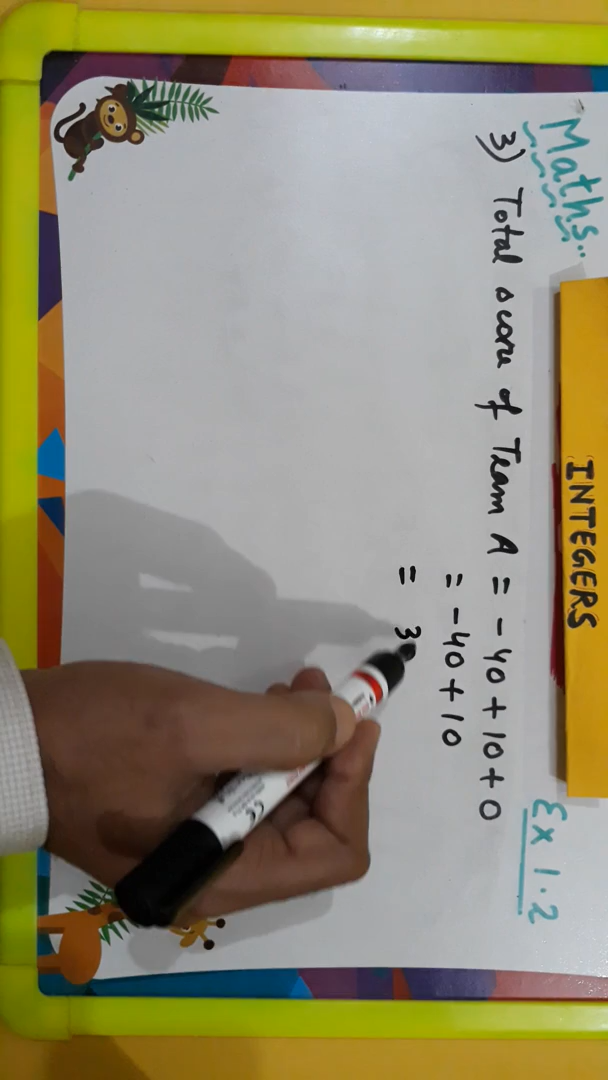 Maths..
INTEGERS
Ex 1.2
3) Total score of Team A = - 40 + 10 + 0
= - 40 + 10
= 3